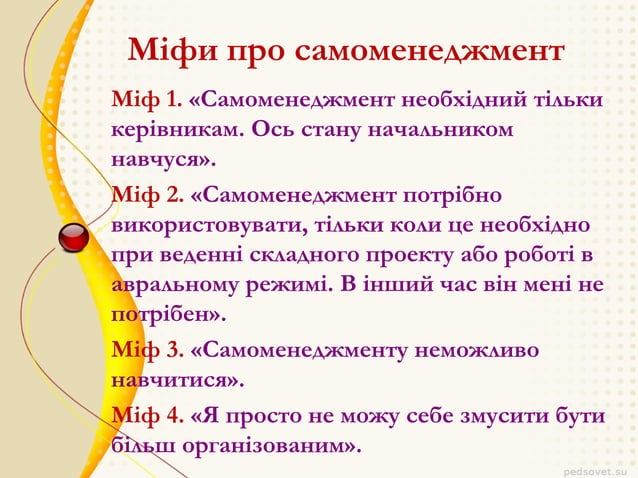 Міфи про самоменеджмент
Міф 1. «Самоменеджмент необхідний тільки
керівникам. Ось стану начальником
навчуся».
Міф 2. «Самоменеджмент потрібно
використовувати, тільки коли це необхідно
при веденні складного проекту або роботі в
авральному режимі. В інший час він мені не
потрібен».
Міф 3. «Самоменеджменту неможливо
навчитися».
Міф 4. «Я просто не можу себе змусити бути
більш організованим».
pedsovet.su